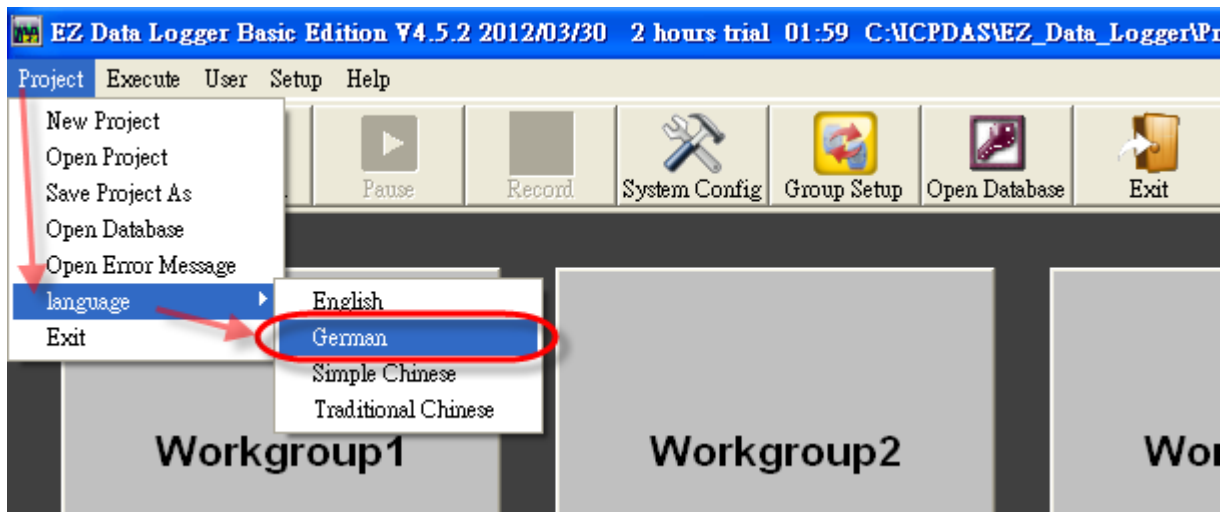 EZ Data Logger Basic Edition V4.5.2 2012/03/30 2 hours trial 01:59 C:\ICPDAS\EZ_Data_Logger\Pr
Project Execute User Setup Help
New Project
Open Project
Save Project As
Open Database
Open Error Message
language
Exit
Pause Record System Config Group Setup Open Database Exit
English
German
Simple Chinese
Traditional Chinese
Workgroup1 Workgroup2 Wor